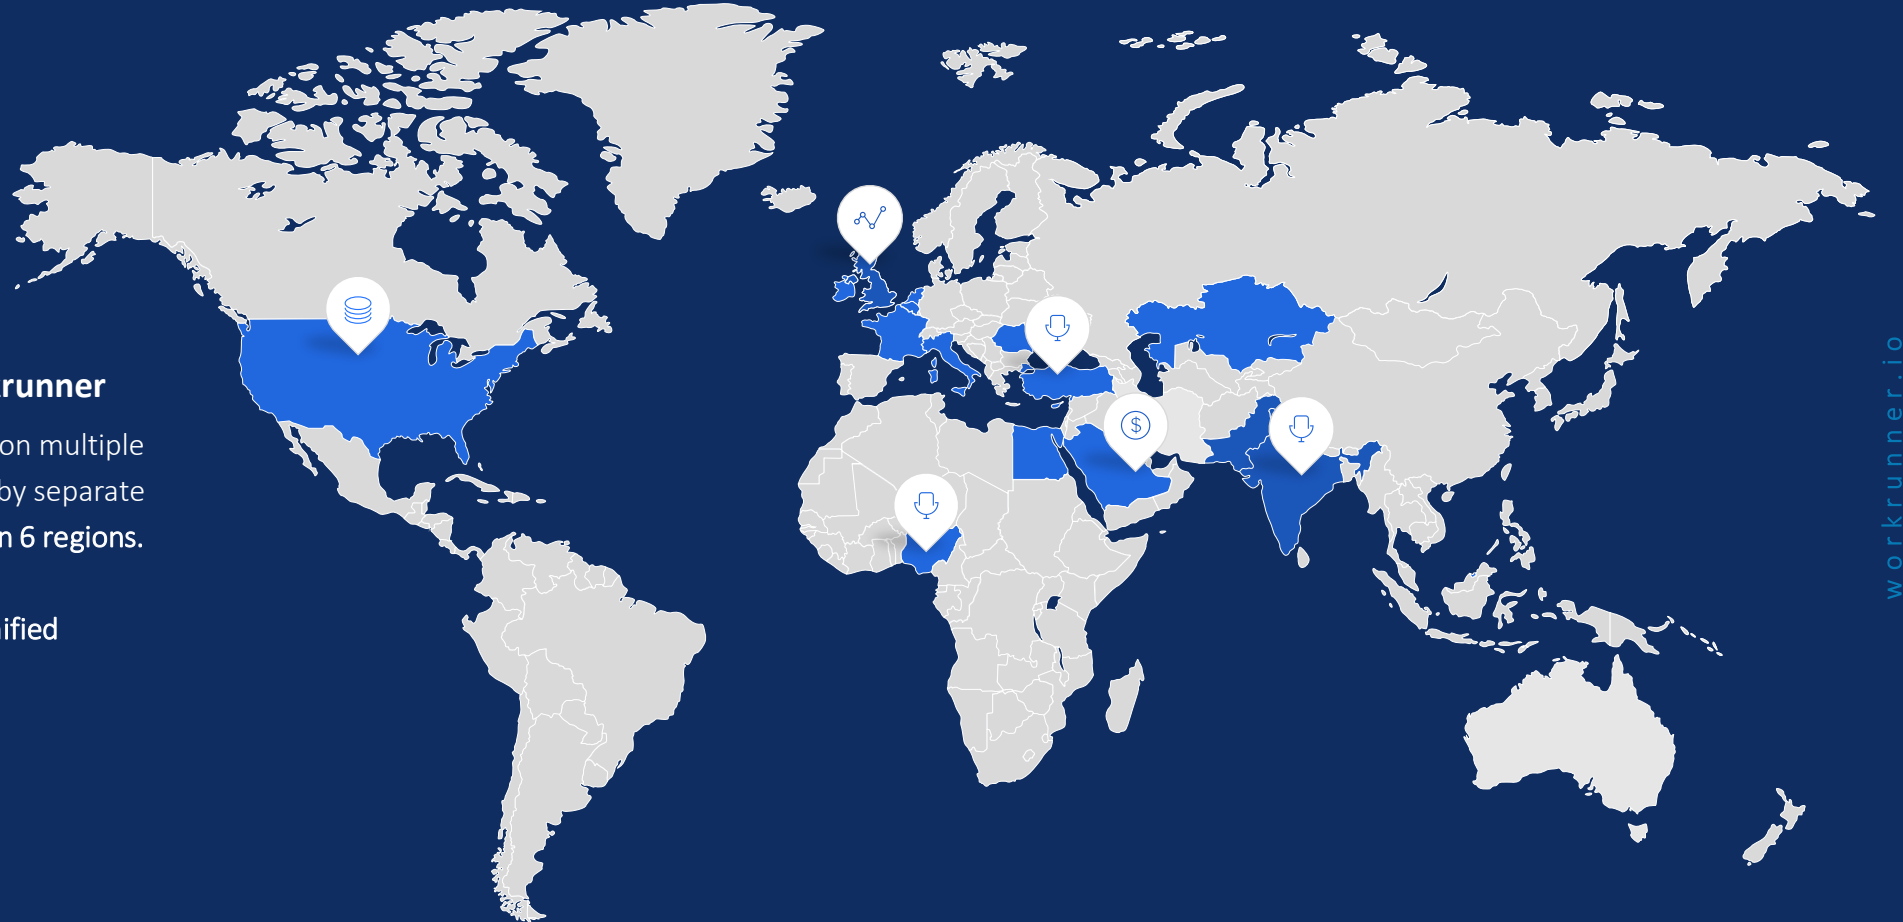 runner
on multiple
by separate
n 6 regions.
ified
$
workrunner.io